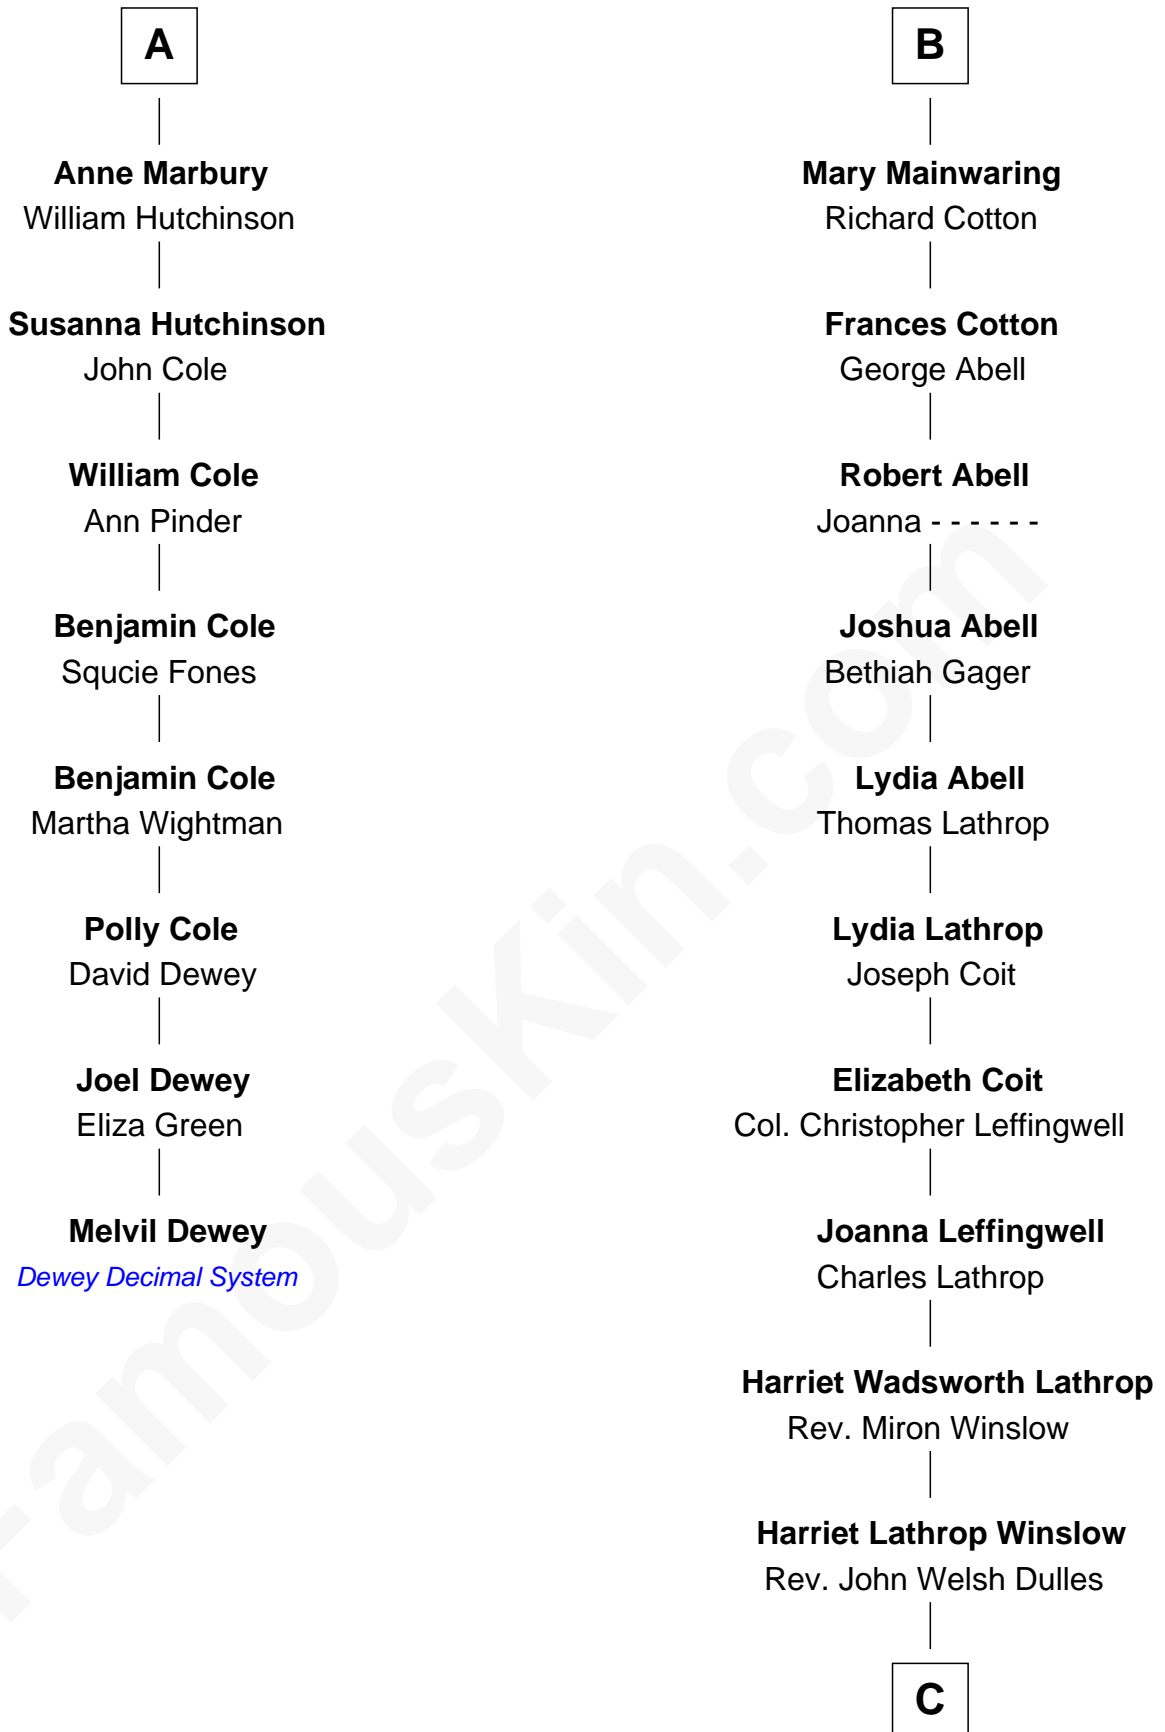 A
Anne Marbury
William Hutchinson
Susanna Hutchinson
John Cole
William Cole
Ann Pinder
Benjamin Cole
Squcie Fones
Benjamin Cole
Martha Wightman
Polly Cole
David Dewey
Joel Dewey
Eliza Green
Melvil Dewey
Dewey Decimal System
B
Mary Mainwaring
Richard Cotton
Frances Cotton
George Abell
Robert Abell
Joanna - - - - - -
Joshua Abell
Bethiah Gager
Lydia Abell
Thomas Lathrop
Lydia Lathrop
Joseph Coit
Elizabeth Coit
Col. Christopher Leffingwell
Joanna Leffingwell
Charles Lathrop
Harriet Wadsworth Lathrop
Rev. Miron Winslow
Harriet Lathrop Winslow
Rev. John Welsh Dulles
C
FamousKin.com